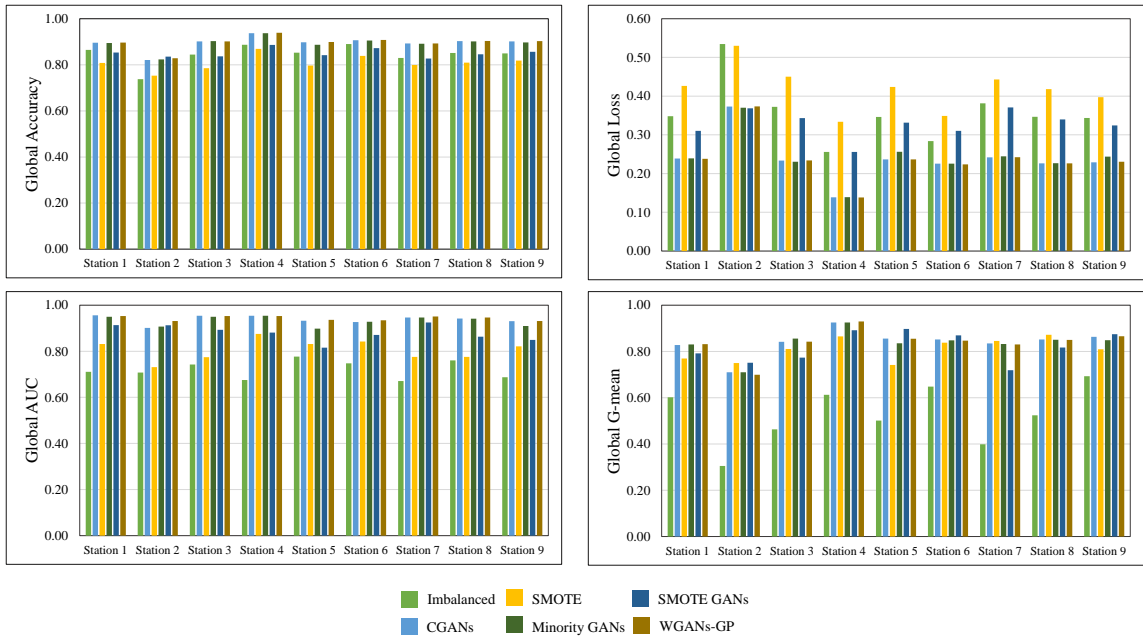 Global Accuracy
1.00
0.80
0.60
0.40
0.20
0.00
Station 1 Station 2 Station 3 Station 4 Station 5 Station 6 Station 7 Station 8 Station 9
Global Loss
0.60
0.50
0.40
0.30
0.20
0.10
0.00
Station 1 Station 2 Station 3 Station 4 Station 5 Station 6 Station 7 Station 8 Station 9
Global AUC
1.00
0.80
0.60
0.40
0.20
0.00
Station 1 Station 2 Station 3 Station 4 Station 5 Station 6 Station 7 Station 8 Station 9
Global G-mean
1.00
0.80
0.60
0.40
0.20
0.00
Station 1 Station 2 Station 3 Station 4 Station 5 Station 6 Station 7 Station 8 Station 9
Imbalanced SMOTE SMOTE GANs
CGANs Minority GANs WGANs-GP